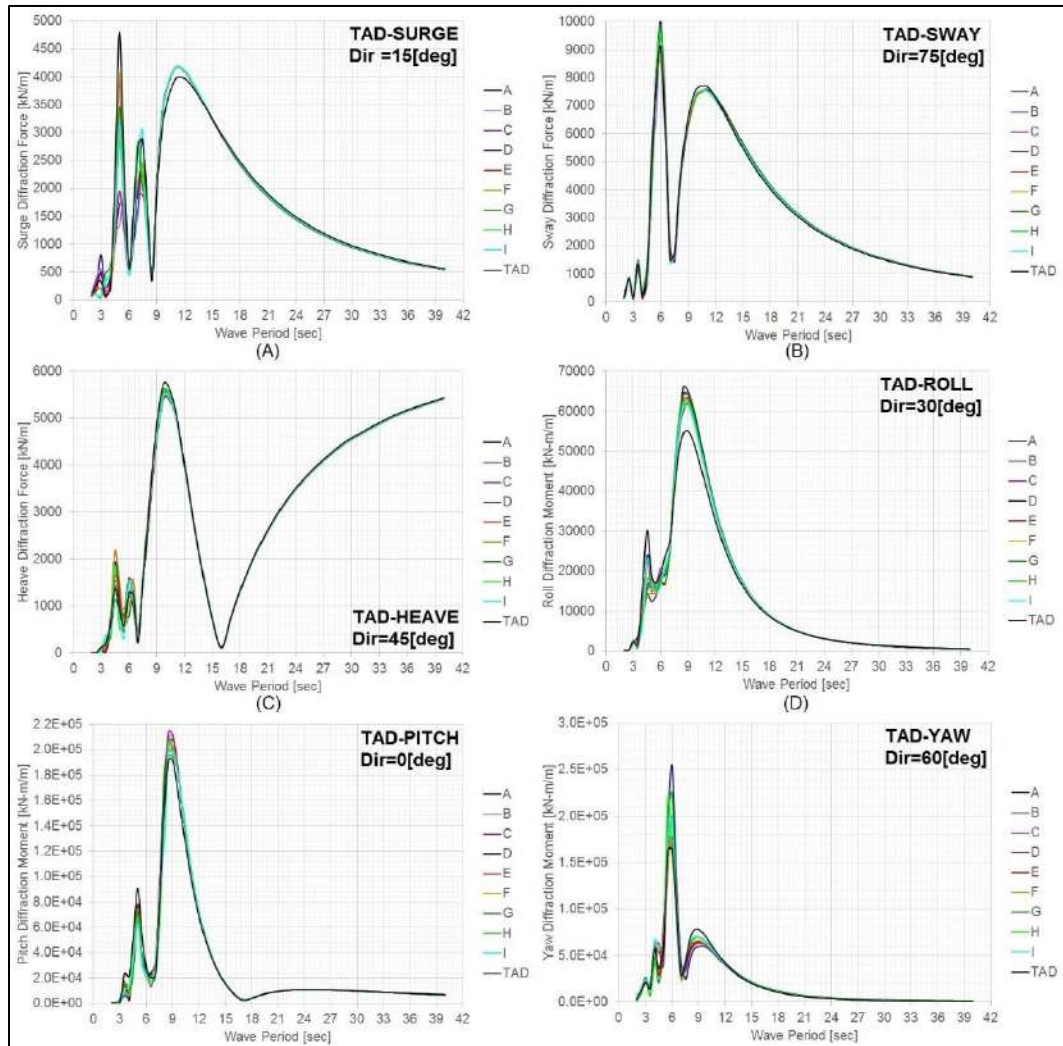 TAD-SURGE
Dir =15[deg]
Surge Diffraction Force [kN/m]
5000
4500
4000
3500
3000
2500
2000
1500
1000
500
0
0 3 6 9 12 15 18 21 24 27 30 33 36 39 42
Wave Period [sec]
A
B
C
D
E
F
G
H
I
TAD
(A)
TAD-SWAY
Dir=75[deg]
Sway Diffraction Force [kN/m]
10000
9000
8000
7000
6000
5000
4000
3000
2000
1000
0
0 3 6 9 12 15 18 21 24 27 30 33 36 39 42
Wave Period [sec]
A
B
C
D
E
F
G
H
I
TAD
(B)
TAD-HEAVE
Dir=45[deg]
Heave Diffraction Force [kN/m]
6000
5000
4000
3000
2000
1000
0
0 3 6 9 12 15 18 21 24 27 30 33 36 39 42
Wave Period [sec]
A
B
C
D
E
F
G
H
I
TAD
(C)
TAD-ROLL
Dir=30[deg]
Roll Diffraction Moment [kN-m/m]
70000
60000
50000
40000
30000
20000
10000
0
0 3 6 9 12 15 18 21 24 27 30 33 36 39 42
Wave Period [sec]
A
B
C
D
E
F
G
H
I
TAD
(D)
TAD-PITCH
Dir=0[deg]
Pitch Diffraction Moment [kN-m/m]
2.2E+05
2.0E+05
1.8E+05
1.6E+05
1.4E+05
1.2E+05
1.0E+05
8.0E+04
6.0E+04
4.0E+04
2.0E+04
0.0E+00
0 3 6 9 12 15 18 21 24 27 30 33 36 39 42
Wave Period [sec]
A
B
C
D
E
F
G
H
I
TAD
TAD-YAW
Dir=60[deg]
Yaw Diffraction Moment [kN-m/m]
3.0E+05
2.5E+05
2.0E+05
1.5E+05
1.0E+05
5.0E+04
0.0E+00
0 3 6 9 12 15 18 21 24 27 30 33 36 39 42
Wave Period [sec]
A
B
C
D
E
F
G
H
I
TAD